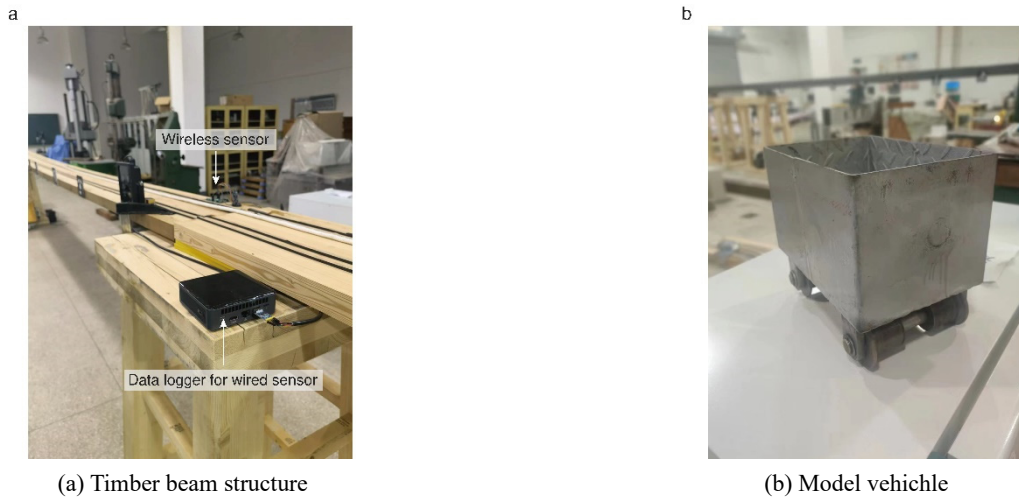 a
b
Wireless sensor
Data logger for wired sensor
(a) Timber beam structure
(b) Model vehichle